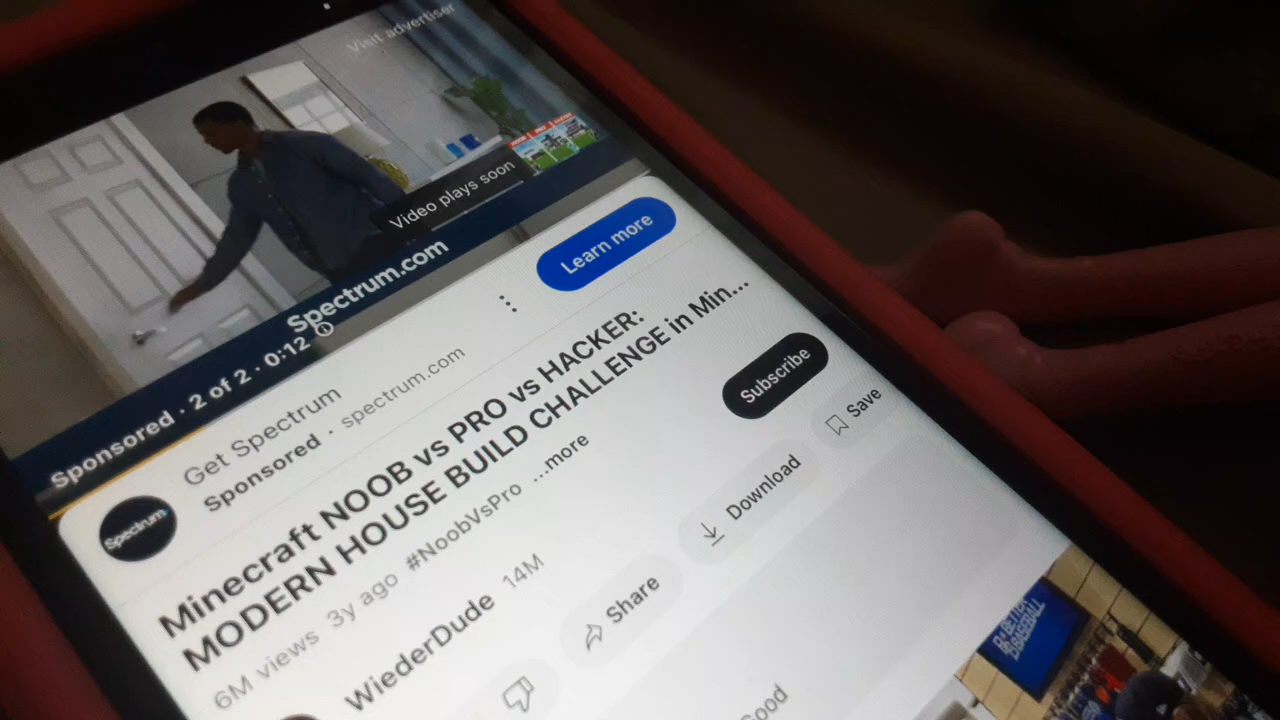 Visit advertiser
Video plays soon
Spectrum.com
Sponsored · 2 of 2 · 0:12
Learn more
Get Spectrum
Sponsored · spectrum.com
Spectrum
Minecraft NOOB vs PRO vs HACKER:
MODERN HOUSE BUILD CHALLENGE in Min...
6M views 3y ago #NoobVsPro ...more
WiederDude 14M
Subscribe
Share
Download
Save
BETTER
BASEBALL